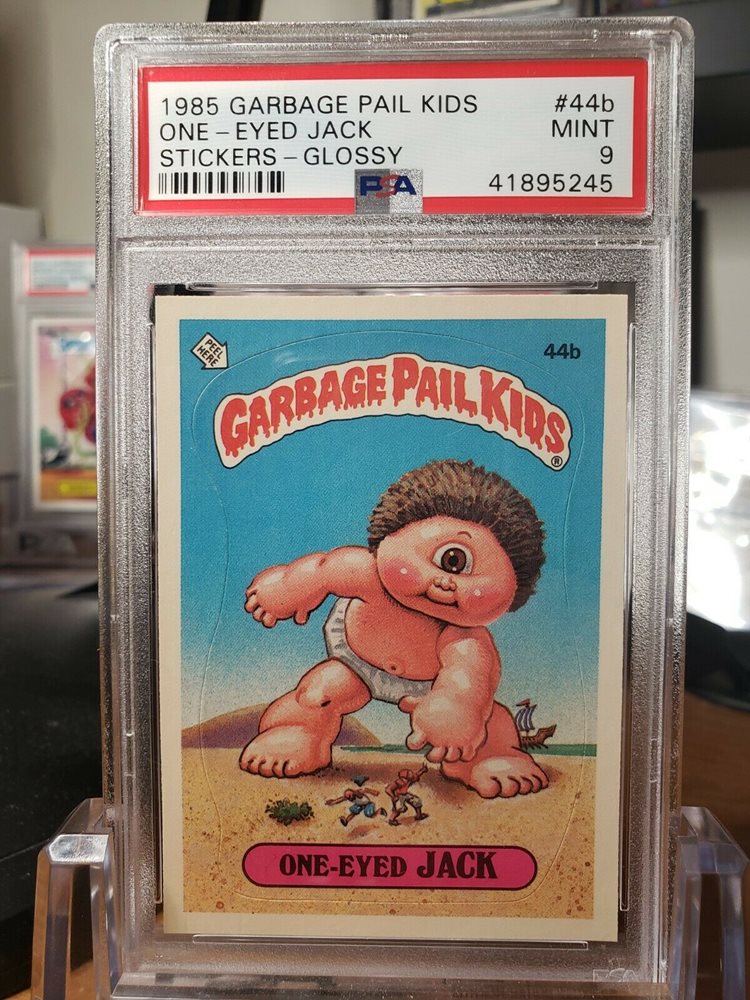 1985 GARBAGE PAIL KIDS #44b
ONE-EYED JACK MINT
STICKERS-GLOSSY 9
PSA 41895245
PEEL HERE
44b
GARBAGE PAIL KIDS ®
ONE-EYED JACK
PSA